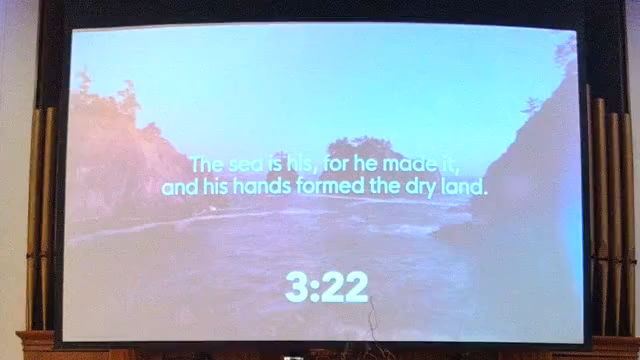 The sea is his, for he made it,
and his hands formed the dry land.
3:22